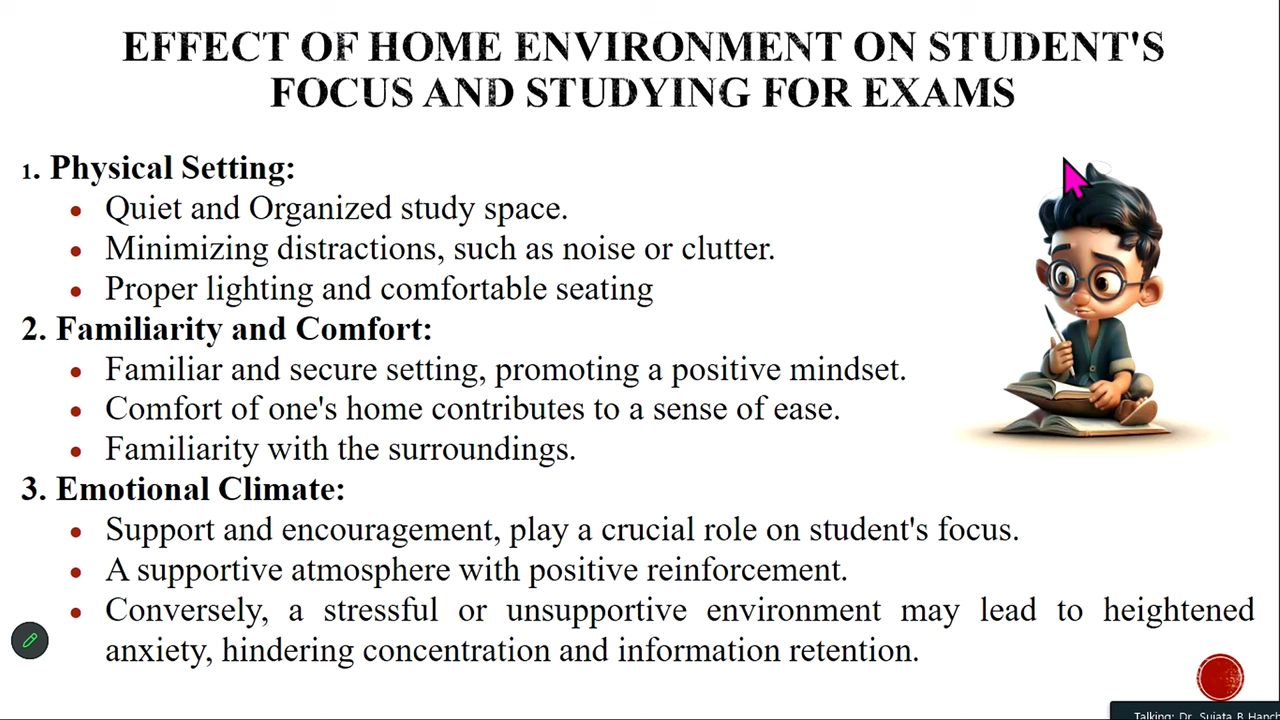 EFFECT OF HOME ENVIRONMENT ON STUDENT'S
FOCUS AND STUDYING FOR EXAMS
1. Physical Setting:
• Quiet and Organized study space.
• Minimizing distractions, such as noise or clutter.
• Proper lighting and comfortable seating
2. Familiarity and Comfort:
• Familiar and secure setting, promoting a positive mindset.
• Comfort of one's home contributes to a sense of ease.
• Familiarity with the surroundings.
3. Emotional Climate:
• Support and encouragement, play a crucial role on student's focus.
• A supportive atmosphere with positive reinforcement.
• Conversely, a stressful or unsupportive environment may lead to heightened
anxiety, hindering concentration and information retention.
Talking: Dr. Sujata B